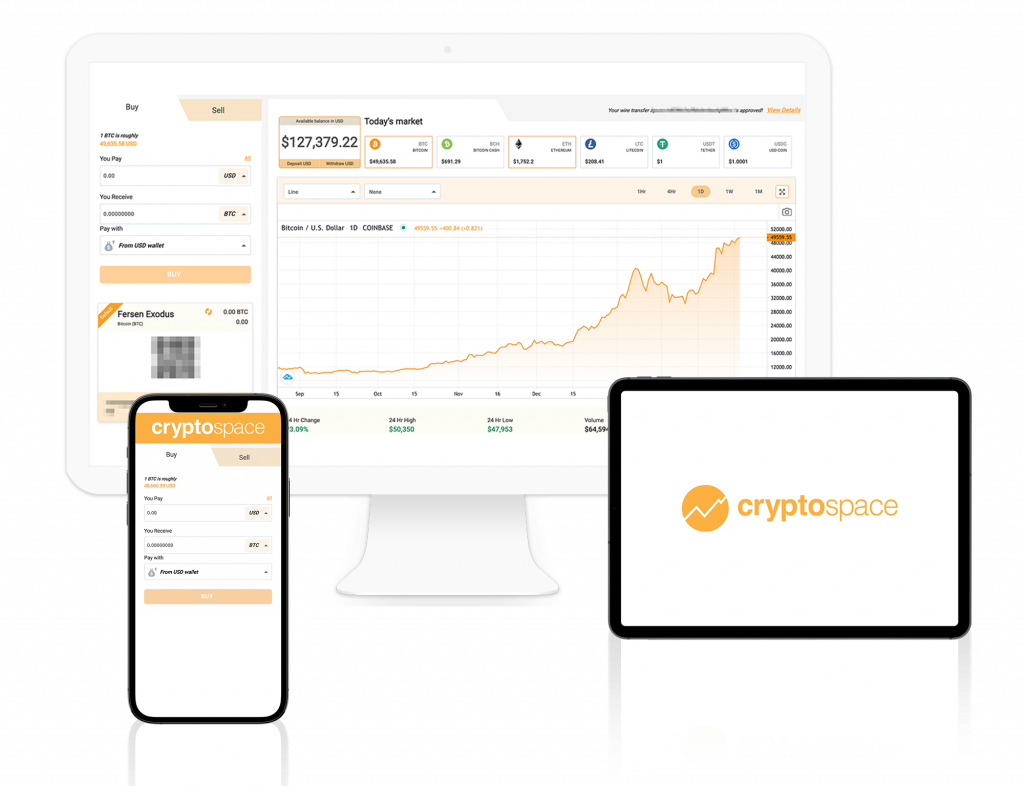 Buy
Sell
1 BTC is roughly
49,635.58 USD
You Pay
All
0.00
USD
You Receive
0.00000000
BTC
Pay with
From USD wallet
BUY
Default
Fersen Exodus
Bitcoin (BTC)
0.00 BTC
0.00
Your wire transfer
is approved!
View Details
Available balance in USD
$127,379.22
Deposit USD
Withdraw USD
Today's market
BTC
BITCOIN
$49,635.58
BCH
BITCOIN CASH
$691.29
ETH
ETHEREUM
$1,752.2
LTC
LITECOIN
$208.41
USDT
TETHER
$1
USDC
USD COIN
$1.0001
Line
None
1Hr
4Hr
1D
1W
1M
Bitcoin / U.S. Dollar · 1D · COINBASE
49559.55 +400.84 (+0.82%)
52000.00
49559.55
48000.00
44000.00
40000.00
36000.00
32000.00
28000.00
24000.00
20000.00
16000.00
12000.00
Sep
15
Oct
15
Nov
16
Dec
15
24 Hr Change
3.09%
24 Hr High
$50,350
24 Hr Low
$47,953
Volume
cryptospace
Buy
Sell
1 BTC is roughly
You Pay
All
0.00
USD
You Receive
0.00000000
BTC
Pay with
From USD wallet
BUY
cryptospace